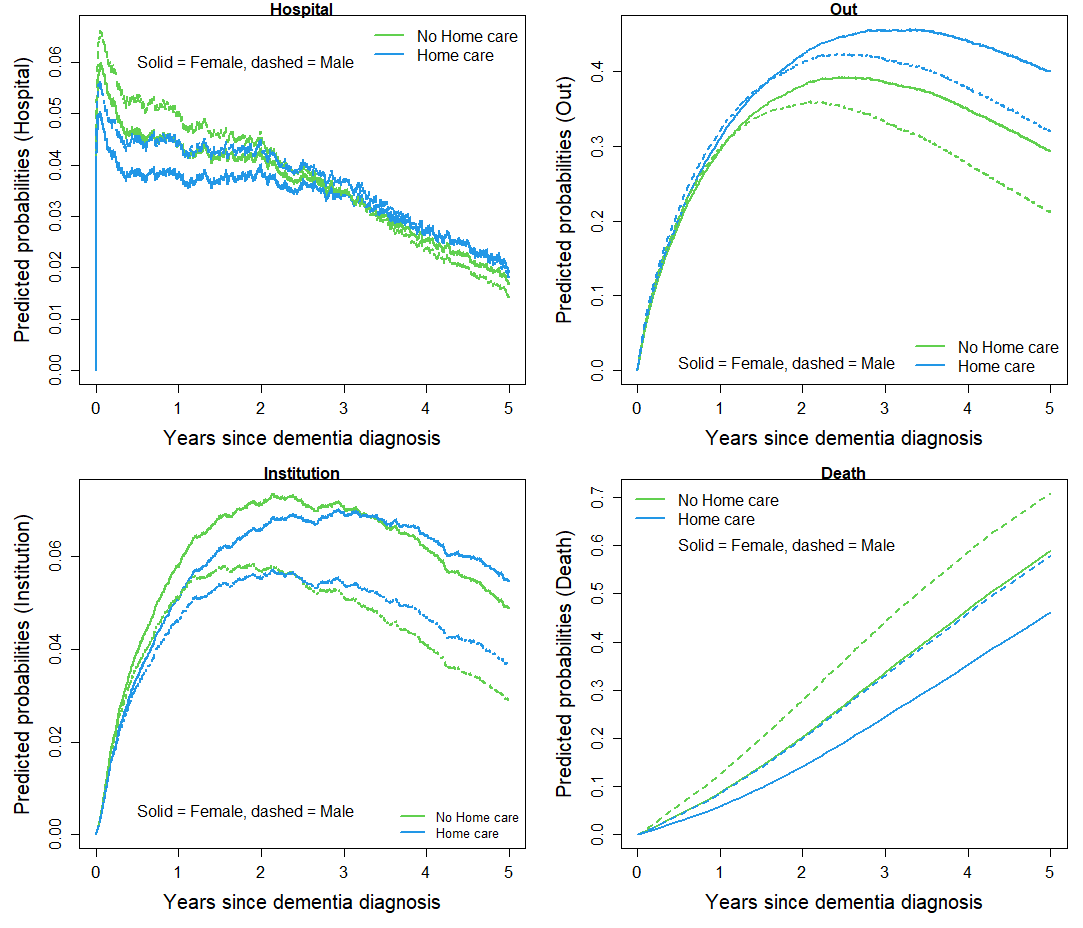 Hospital
No Home care
Home care
Solid = Female, dashed = Male
Predicted probabilities (Hospital)
0.06
0.05
0.04
0.03
0.02
0.01
0.00
0 1 2 3 4 5
Years since dementia diagnosis
Out
Predicted probabilities (Out)
0.4
0.3
0.2
0.1
0.0
No Home care
Home care
Solid = Female, dashed = Male
0 1 2 3 4 5
Years since dementia diagnosis
Institution
Predicted probabilities (Institution)
0.06
0.04
0.02
0.00
Solid = Female, dashed = Male
No Home care
Home care
0 1 2 3 4 5
Years since dementia diagnosis
Death
No Home care
Home care
Solid = Female, dashed = Male
Predicted probabilities (Death)
0.7
0.6
0.5
0.4
0.3
0.2
0.1
0.0
0 1 2 3 4 5
Years since dementia diagnosis